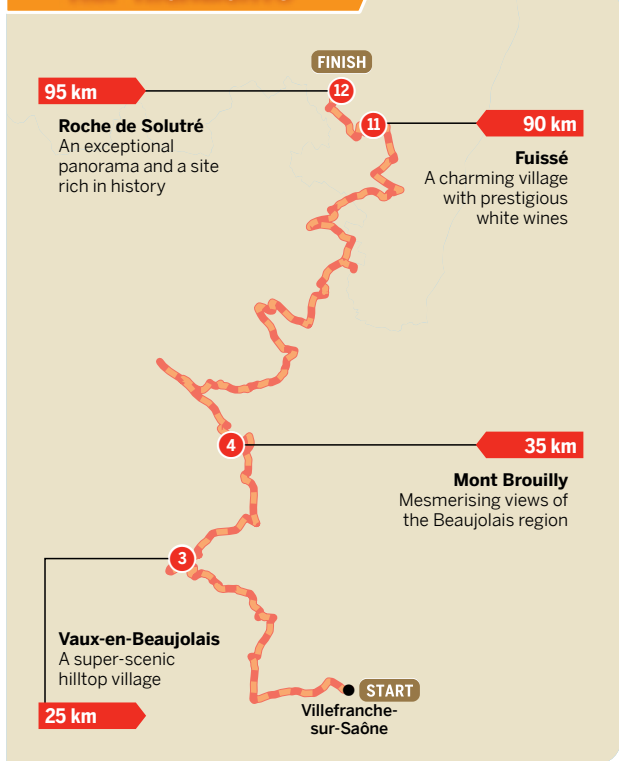 FINISH
12
95 km
Roche de Solutré
An exceptional
panorama and a site
rich in history
11
90 km
Fuissé
A charming village
with prestigious
white wines
4
35 km
Mont Brouilly
Mesmerising views of
the Beaujolais region
3
Vaux-en-Beaujolais
A super-scenic
hilltop village
25 km
START
Villefranche-
sur-Saône